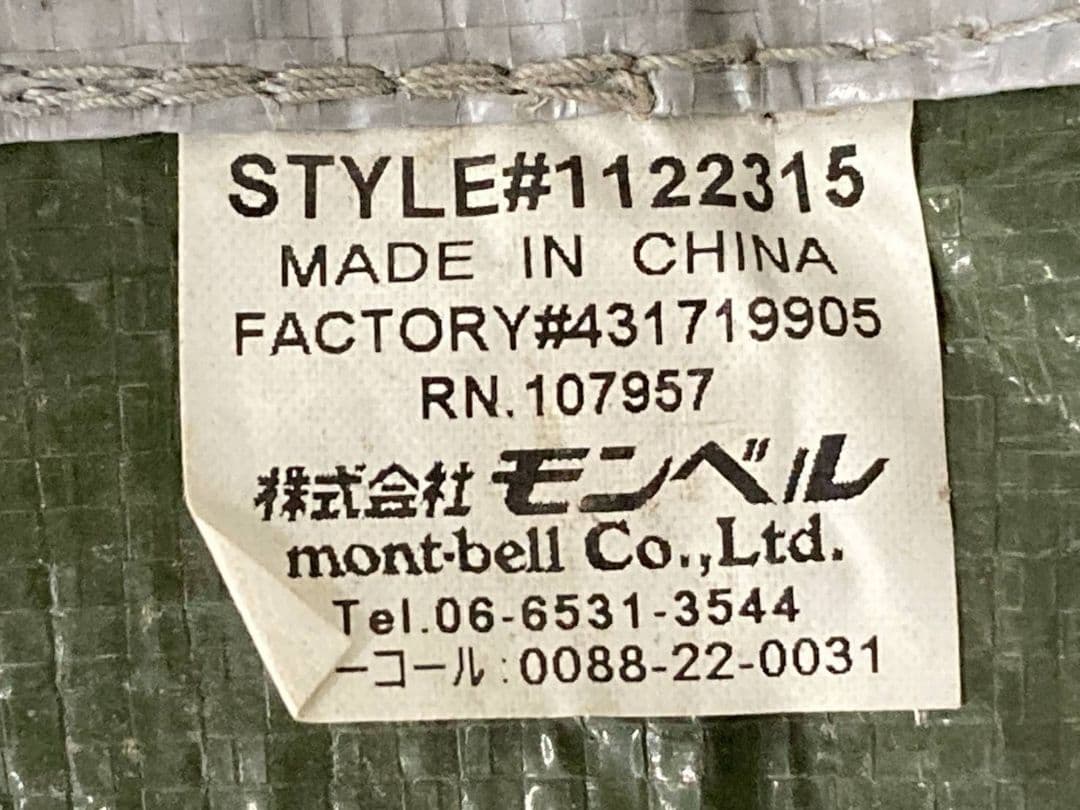 STYLE#1122315
MADE IN CHINA
FACTORY#431719905
RN.107957
株式会社 モンベル
mont-bell Co.,Ltd.
Tel.06-6531-3544
ーコール:0088-22-0031